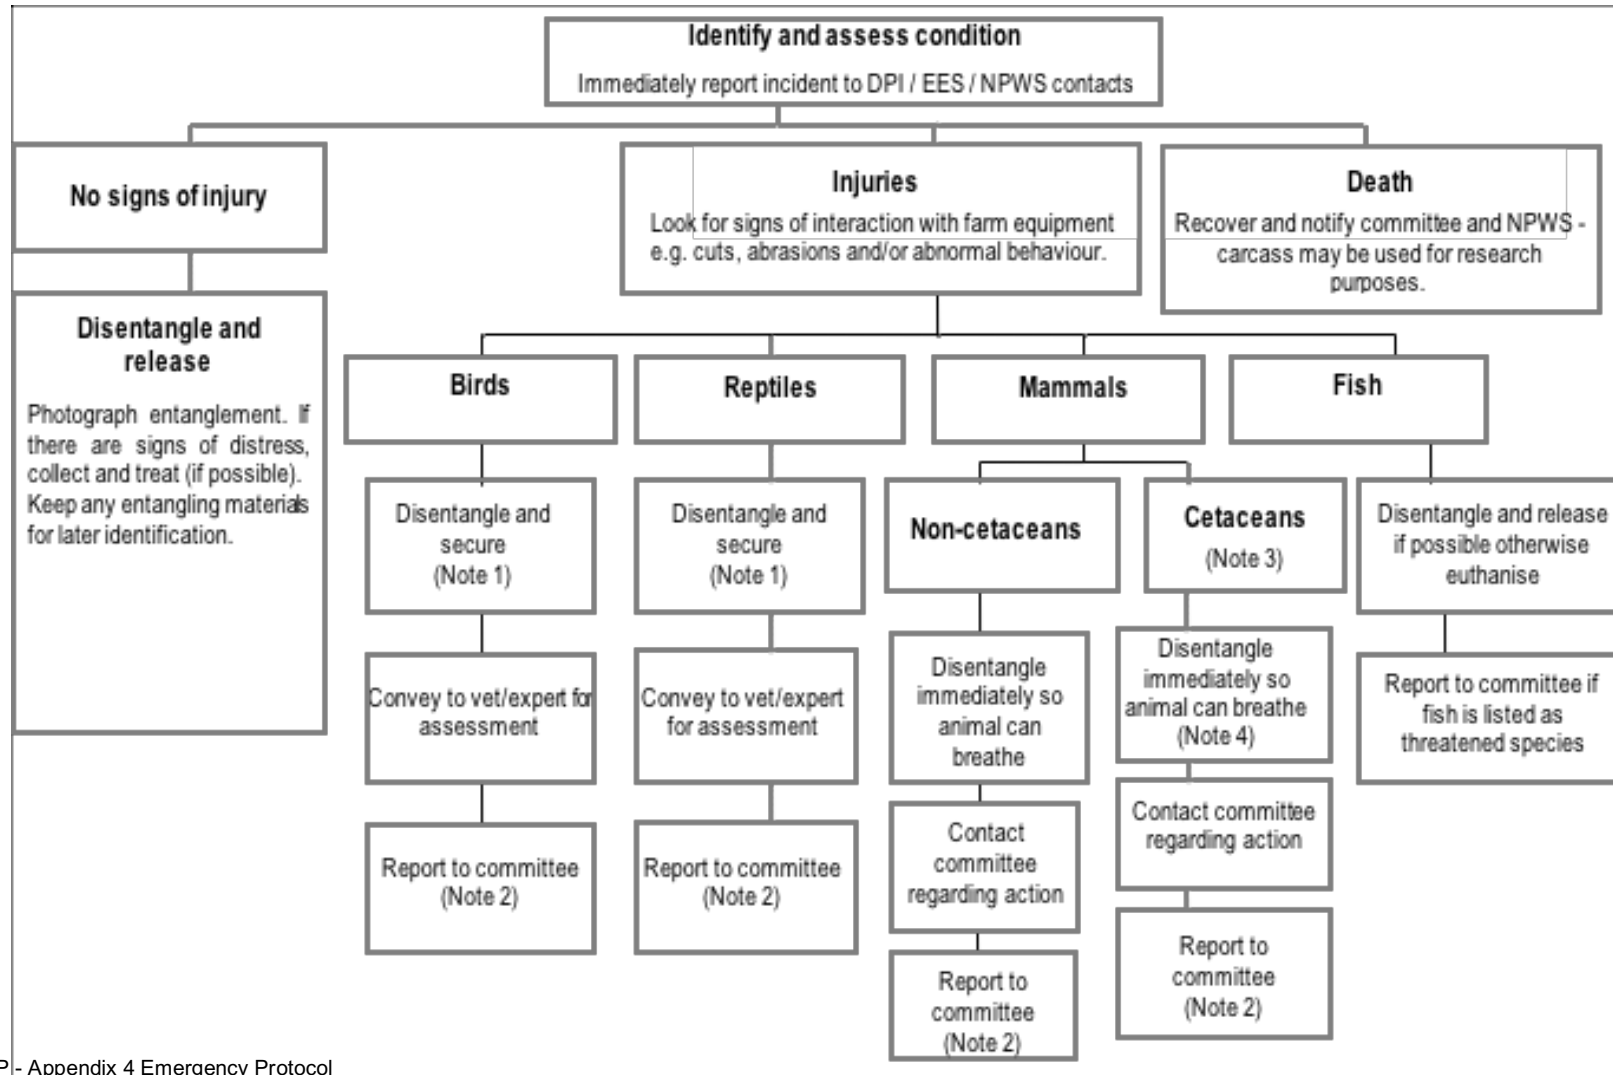 Identify and assess condition
Immediately report incident to DPI / EES / NPWS contacts
No signs of injury
Disentangle and
release
Photograph entanglement. If
there are signs of distress,
collect and treat (if possible).
Keep any entangling materials
for later identification.
Injuries
Look for signs of interaction with farm equipment
e.g. cuts, abrasions and/or abnormal behaviour.
Death
Recover and notify committee and NPWS -
carcass may be used for research
purposes.
Birds
Disentangle and
secure
(Note 1)
Convey to vet/expert for
assessment
Report to committee
(Note 2)
Reptiles
Disentangle and
secure
(Note 1)
Convey to vet/expert
for assessment
Report to committee
(Note 2)
Mammals
Non-cetaceans
Disentangle
immediately so
animal can
breathe
Contact
committee
regarding action
Report to
committee
(Note 2)
Cetaceans
(Note 3)
Disentangle
immediately so
animal can breathe
(Note 4)
Contact committee
regarding action
Report to
committee
(Note 2)
Fish
Disentangle and release
if possible otherwise
euthanise
Report to committee if
fish is listed as
threatened species
P - Appendix 4 Emergency Protocol